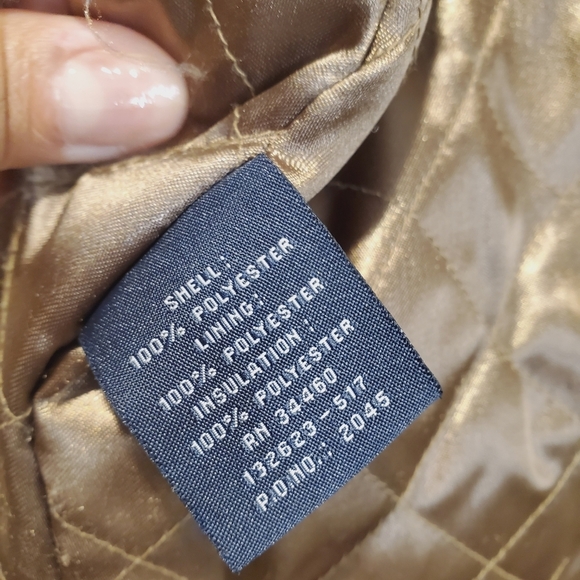 SHELL:
100% POLYESTER
LINING:
100% POLYESTER
INSULATION:
100% POLYESTER
RN 34460
132623-517
P.O.NO.: 2045